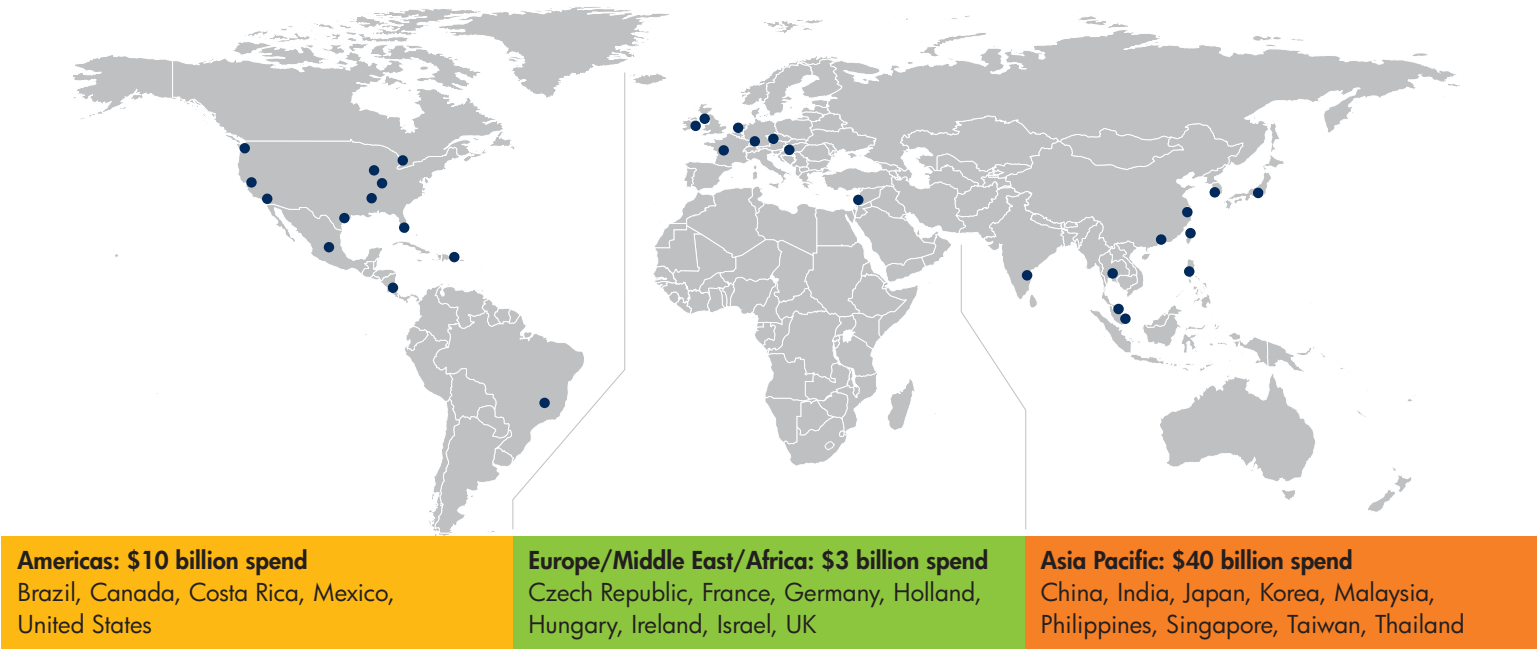 Americas: $10 billion spend
Brazil, Canada, Costa Rica, Mexico,
United States
Europe/Middle East/Africa: $3 billion spend
Czech Republic, France, Germany, Holland,
Hungary, Ireland, Israel, UK
Asia Pacific: $40 billion spend
China, India, Japan, Korea, Malaysia,
Philippines, Singapore, Taiwan, Thailand